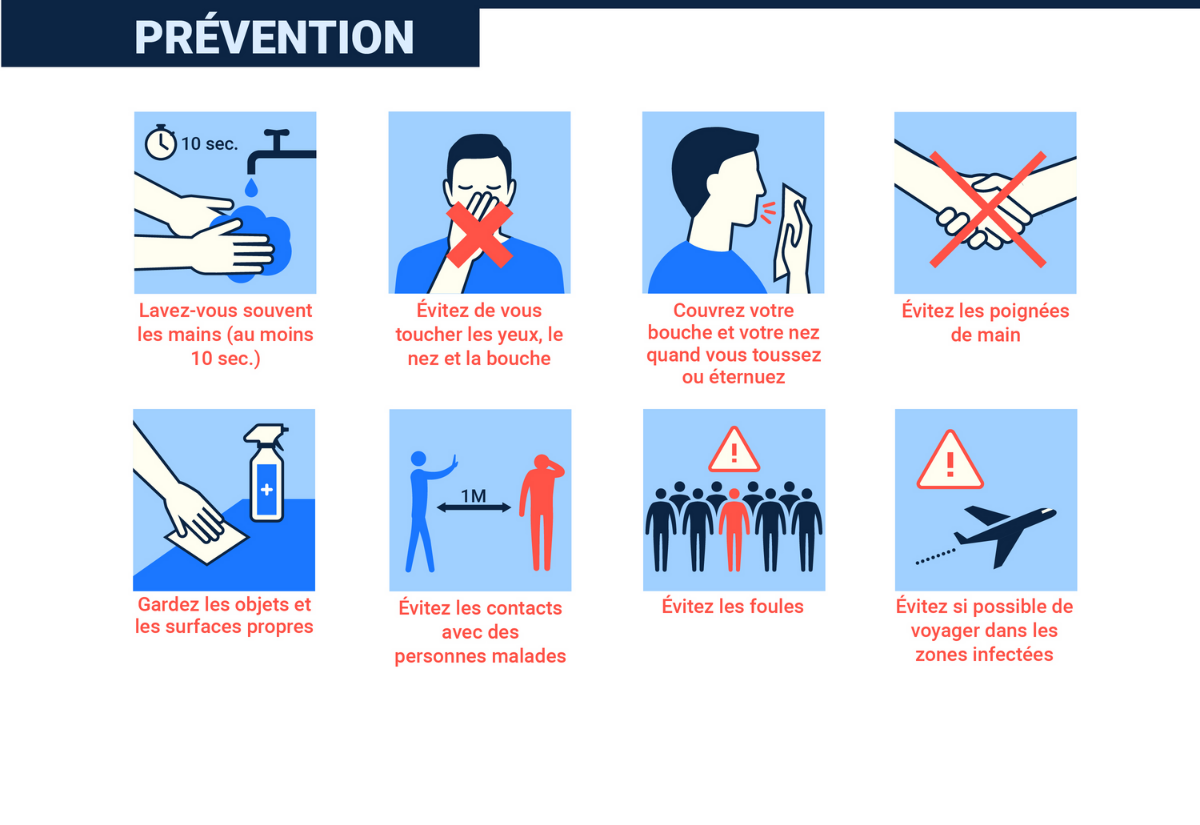 PRÉVENTION
10 sec.
Lavez-vous souvent
les mains (au moins
10 sec.)
Évitez de vous
toucher les yeux, le
nez et la bouche
Couvrez votre
bouche et votre nez
quand vous toussez
ou éternuez
Évitez les poignées
de main
Gardez les objets et
les surfaces propres
1M
Évitez les contacts
avec des
personnes malades
!
Évitez les foules
!
Évitez si possible de
voyager dans les
zones infectées